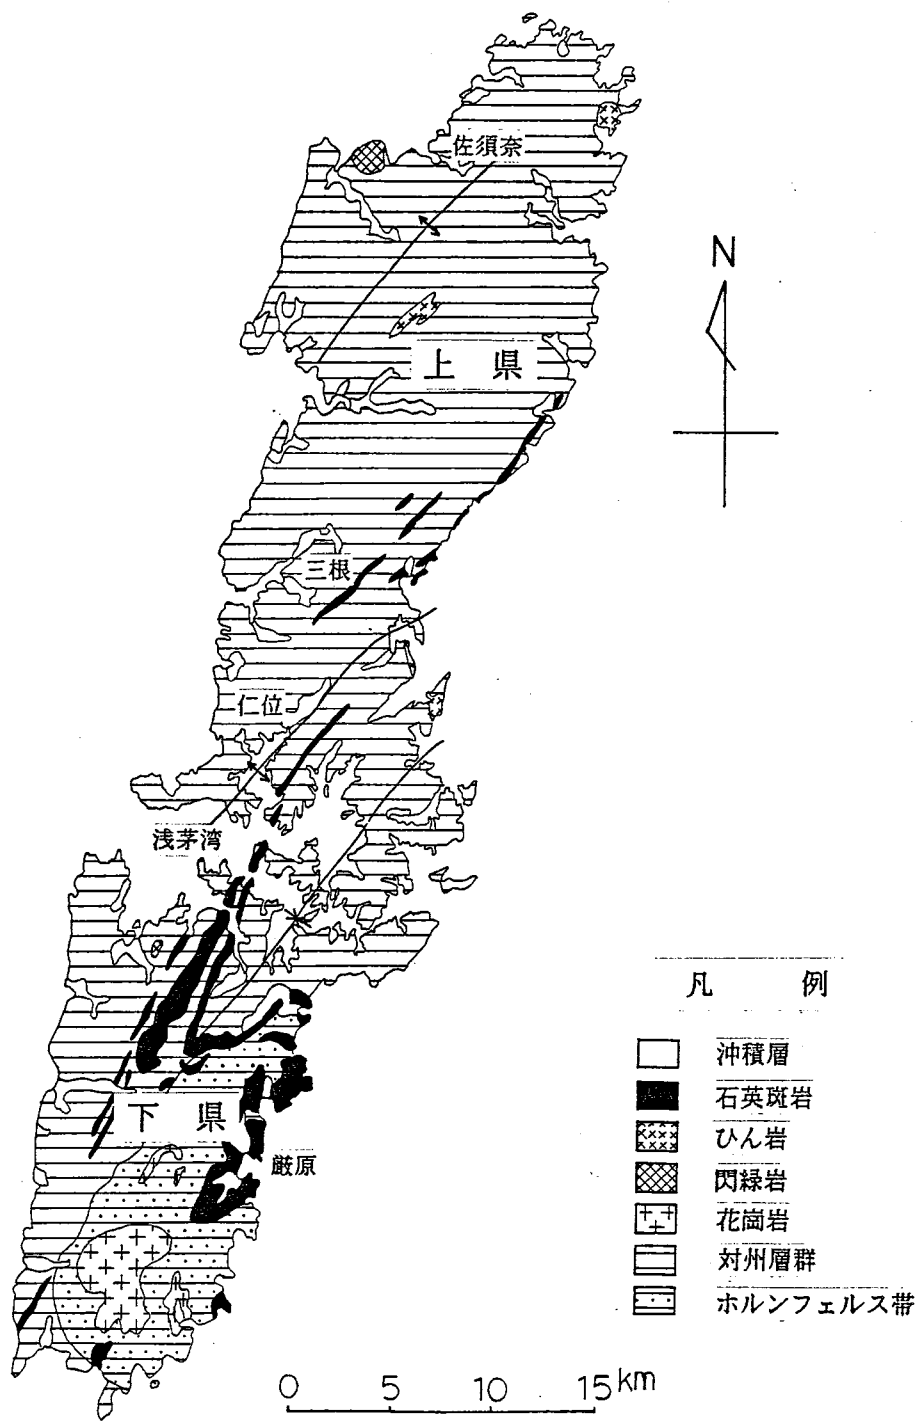 佐須奈
N
上県
三根
仁位
浅茅湾
下県
厳原
凡例
沖積層
石英斑岩
ひん岩
閃緑岩
花崗岩
対州層群
ホルンフェルス帯
0 5 10 15 km